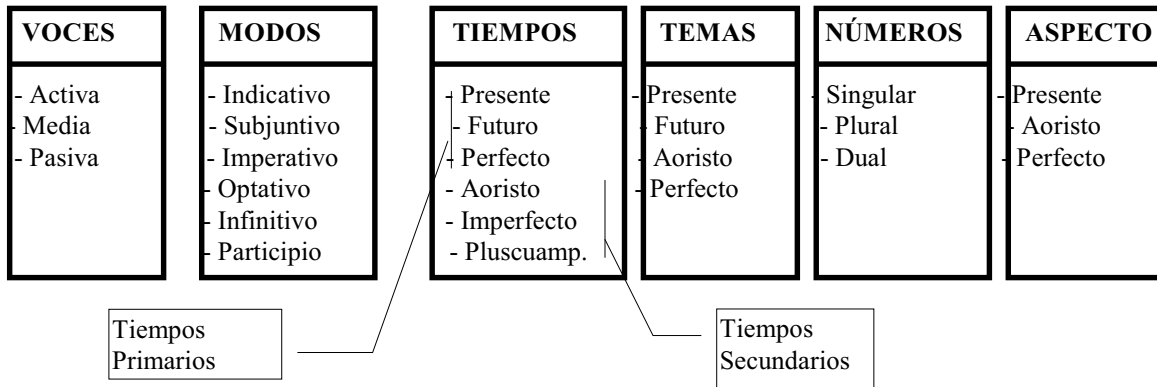 VOCES
- Activa
- Media
- Pasiva
MODOS
- Indicativo
- Subjuntivo
- Imperativo
- Optativo
- Infinitivo
- Participio
TIEMPOS
- Presente
- Futuro
- Perfecto
- Aoristo
- Imperfecto
- Pluscuamp.
TEMAS
- Presente
- Futuro
- Aoristo
- Perfecto
NÚMEROS
- Singular
- Plural
- Dual
ASPECTO
- Presente
- Aoristo
- Perfecto
Tiempos
Primarios
Tiempos
Secundarios